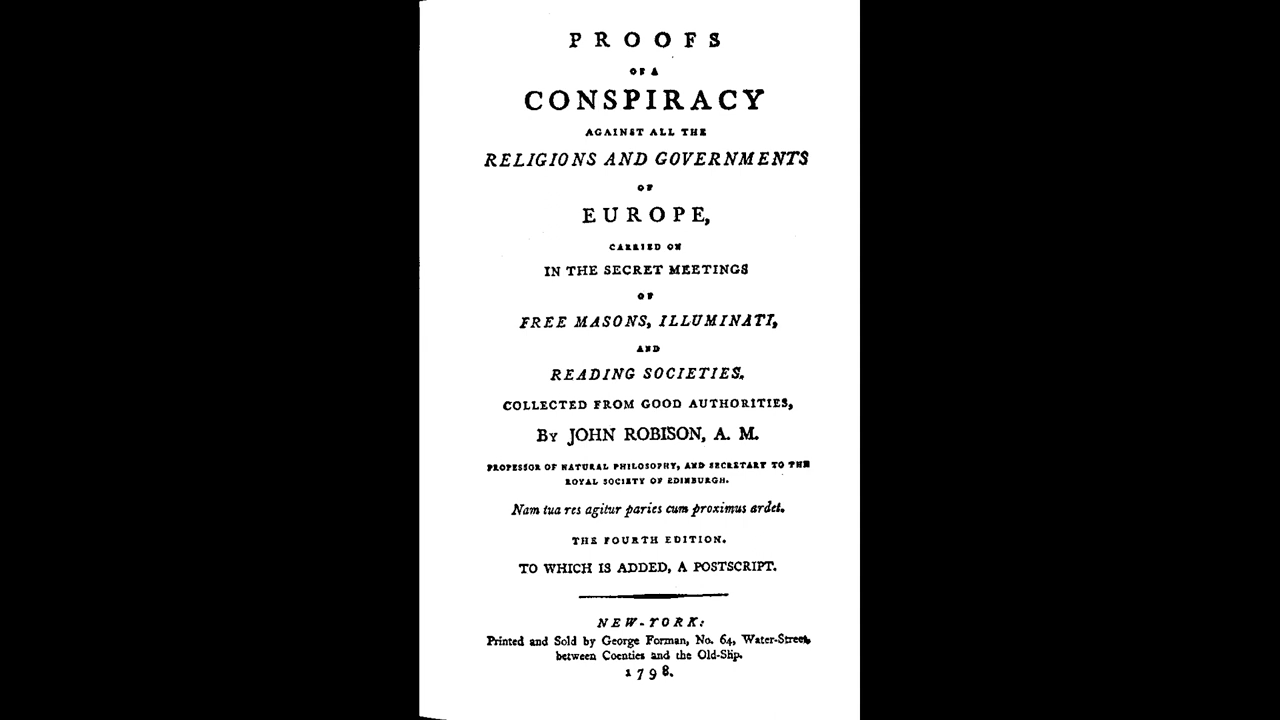 PROOFS
OF A
CONSPIRACY
AGAINST ALL THE
RELIGIONS AND GOVERNMENTS
OF
EUROPE,
CARRIED ON
IN THE SECRET MEETINGS
OF
FREE MASONS, ILLUMINATI,
AND
READING SOCIETIES.
COLLECTED FROM GOOD AUTHORITIES,
By JOHN ROBISON, A. M.
PROFESSOR OF NATURAL PHILOSOPHY, AND SECRETARY TO THE
ROYAL SOCIETY OF EDINBURGH.
Nam tua res agitur paries cum proximus ardet.
THE FOURTH EDITION.
TO WHICH IS ADDED, A POSTSCRIPT.
NEW-YORK:
Printed and Sold by George Forman, No. 64, Water-Street,
between Coenties and the Old-Slip.
1798.